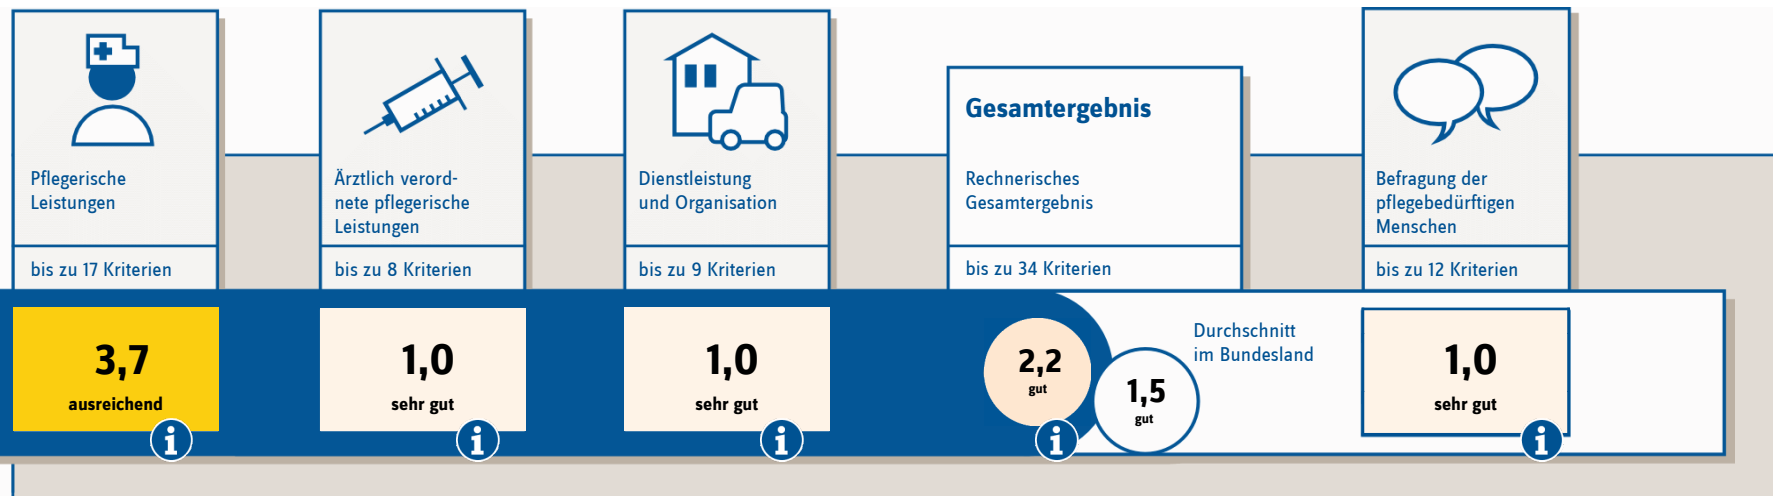 Pflegerische
Leistungen
bis zu 17 Kriterien
3,7
ausreichend
i
Ärztlich verord-
nete pflegerische
Leistungen
bis zu 8 Kriterien
1,0
sehr gut
i
Dienstleistung
und Organisation
bis zu 9 Kriterien
1,0
sehr gut
i
Gesamtergebnis
Rechnerisches
Gesamtergebnis
bis zu 34 Kriterien
2,2
gut
i
1,5
gut
Durchschnitt
im Bundesland
Befragung der
pflegebedürftigen
Menschen
bis zu 12 Kriterien
1,0
sehr gut
i